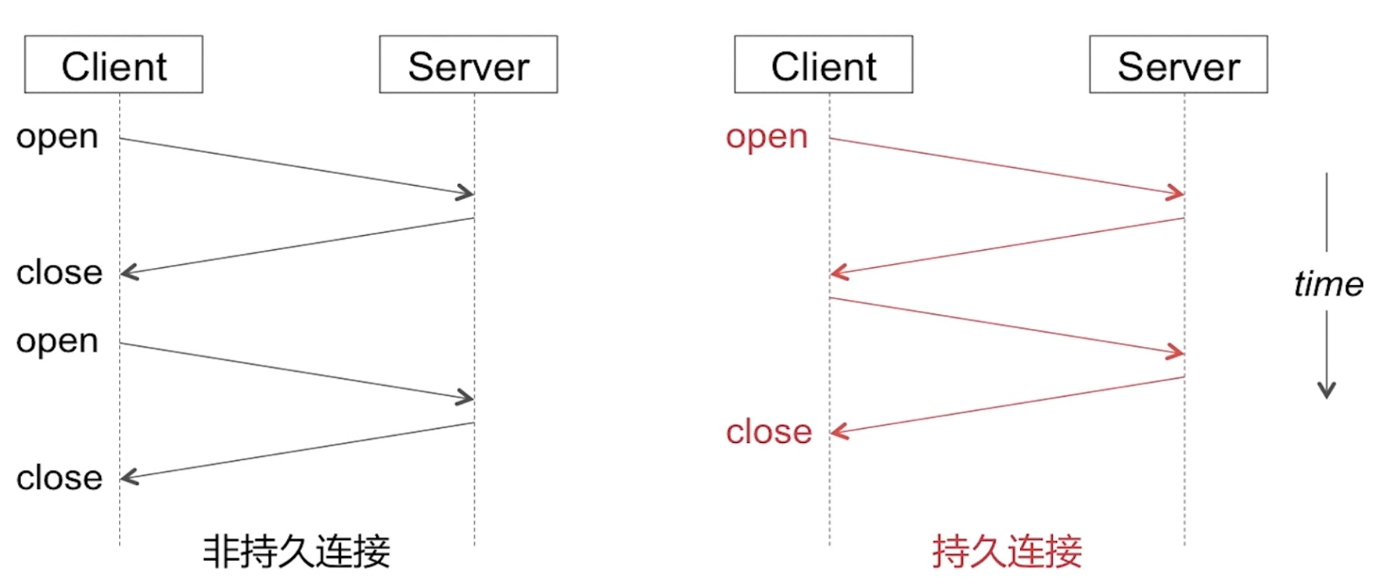 Client
Server
open
close
open
close
非持久连接
Client
Server
open
close
持久连接
time